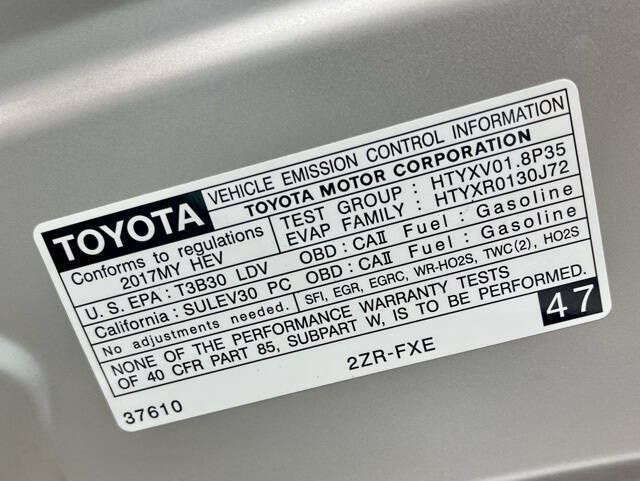 TOYOTA
VEHICLE EMISSION CONTROL INFORMATION
TOYOTA MOTOR CORPORATION
Conforms to regulations
2017MY HEV
TEST GROUP : HTYXV01.8P35
EVAP FAMILY : HTYXR0130J72
U.S. EPA : T3B30 LDV OBD : CAII Fuel : Gasoline
California : SULEV30 PC OBD : CAII Fuel : Gasoline
No adjustments needed. SFI, EGR, EGRC, WR-HO2S, TWC(2), HO2S
NONE OF THE PERFORMANCE WARRANTY TESTS
OF 40 CFR PART 85, SUBPART W, IS TO BE PERFORMED.
47
37610
2ZR-FXE